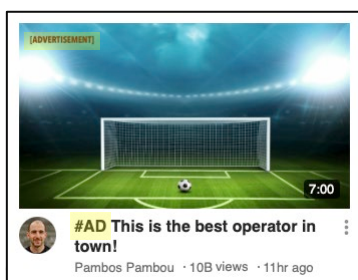 [ADVERTISEMENT]
7:00
#AD This is the best operator in
town!
Pambos Pambou · 10B views · 11hr ago